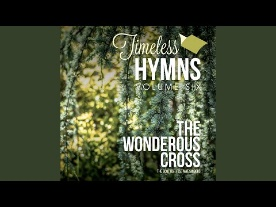 Timeless
HYMNS
VOLUME SIX
THE
WONDEROUS
CROSS